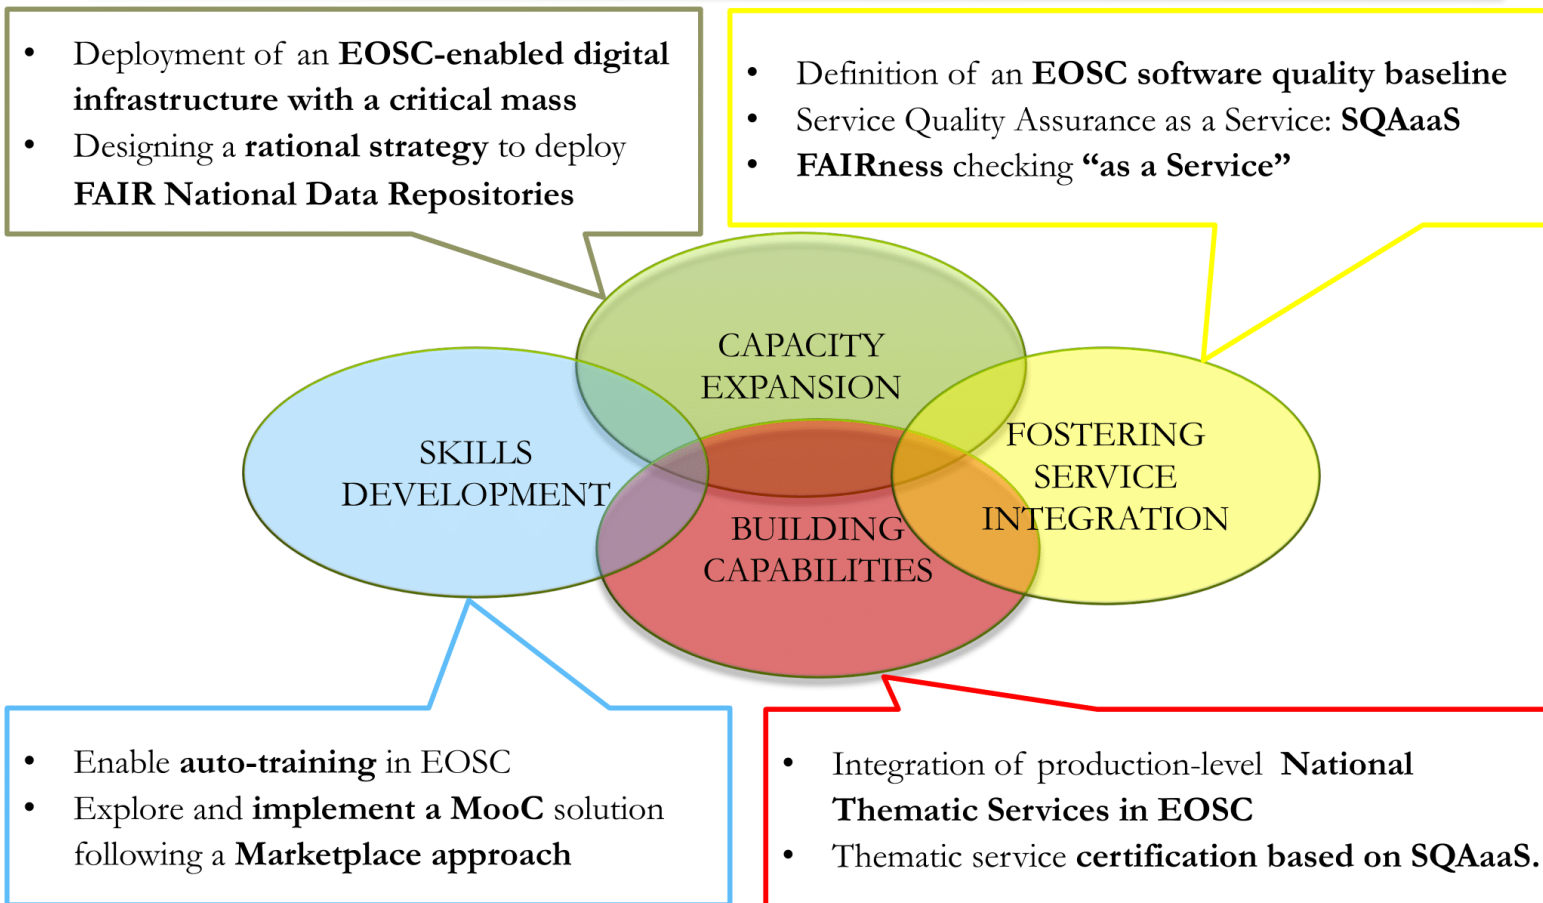 • Deployment of an EOSC-enabled digital
infrastructure with a critical mass
• Designing a rational strategy to deploy
FAIR National Data Repositories
• Definition of an EOSC software quality baseline
• Service Quality Assurance as a Service: SQAaaS
• FAIRness checking “as a Service”
CAPACITY
EXPANSION
SKILLS
DEVELOPMENT
FOSTERING
SERVICE
INTEGRATION
BUILDING
CAPABILITIES
• Enable auto-training in EOSC
• Explore and implement a MooC solution
following a Marketplace approach
• Integration of production-level National
Thematic Services in EOSC
• Thematic service certification based on SQAaaS.